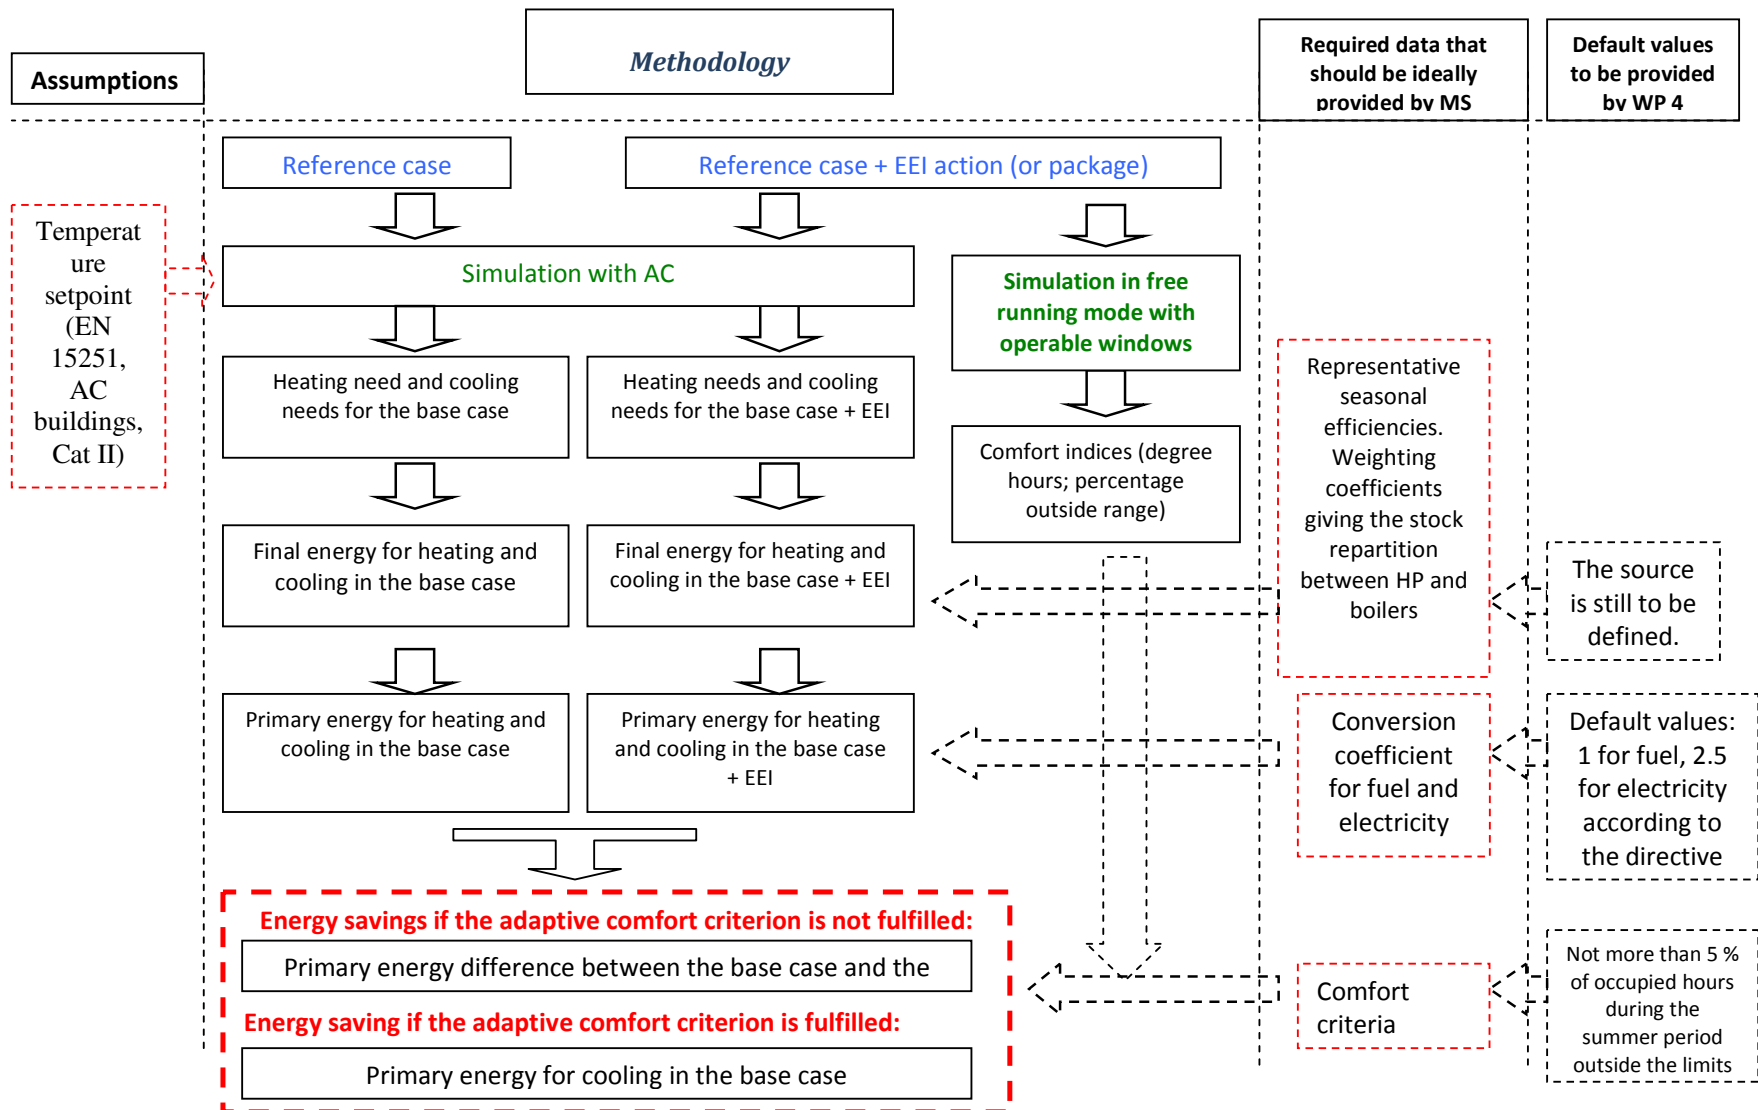 Assumptions
Methodology
Required data that
should be ideally
provided by MS
Default values
to be provided
by WP 4
Reference case
Reference case + EEI action (or package)
Temperat
ure
setpoint
(EN
15251,
AC
buildings,
Cat II)
Simulation with AC
Simulation in free
running mode with
operable windows
Heating need and cooling
needs for the base case
Heating needs and cooling
needs for the base case + EEI
Comfort indices (degree
hours; percentage
outside range)
Representative
seasonal
efficiencies.
Weighting
coefficients
giving the stock
repartition
between HP and
boilers
The source
is still to be
defined.
Final energy for heating and
cooling in the base case
Final energy for heating and
cooling in the base case + EEI
Primary energy for heating and
cooling in the base case
Primary energy for heating
and cooling in the base case
+ EEI
Conversion
coefficient
for fuel and
electricity
Default values:
1 for fuel, 2.5
for electricity
according to
the directive
Energy savings if the adaptive comfort criterion is not fulfilled:
Primary energy difference between the base case and the
Energy saving if the adaptive comfort criterion is fulfilled:
Primary energy for cooling in the base case
Comfort
criteria
Not more than 5 %
of occupied hours
during the
summer period
outside the limits